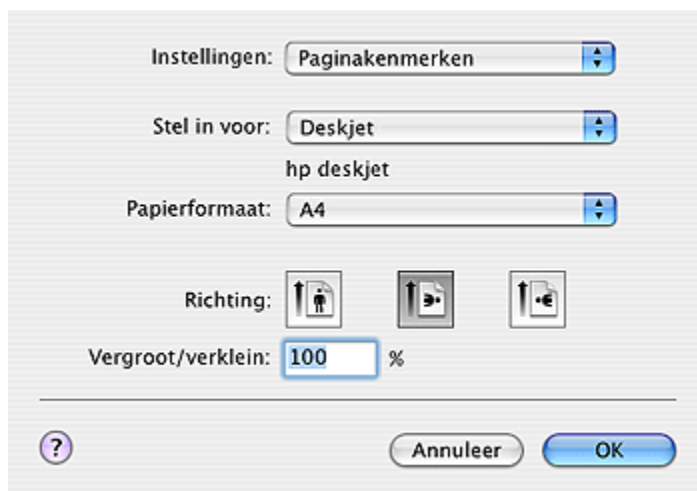 Instellingen: Paginakenmerken
Stel in voor: Deskjet
hp deskjet
Papierformaat: A4
Richting:
Vergroot/verklein: 100 %
? Annuleer OK